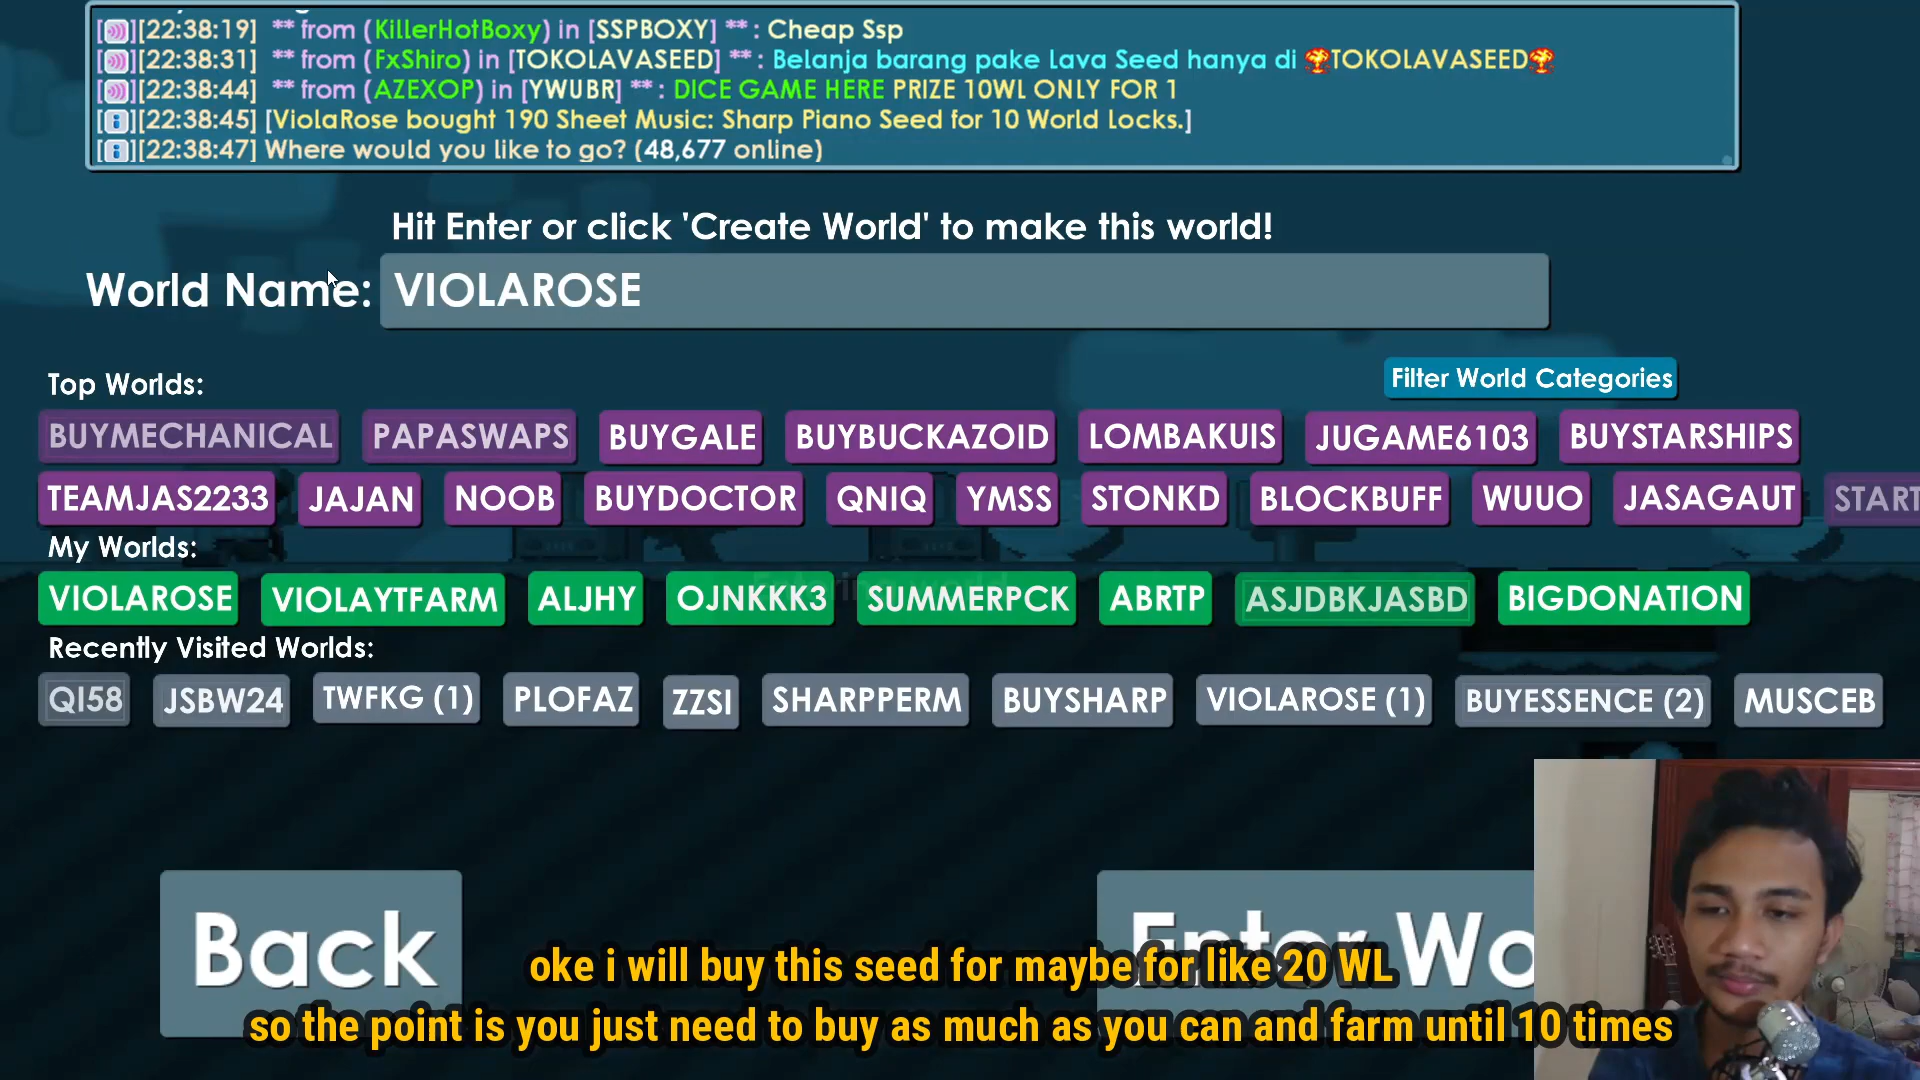 [22:38:19] ** from (KillerHotBoxy) in [SSPBOXY] ** : Cheap Ssp
[22:38:31] ** from (FxShiro) in [TOKOLAVASEED] ** : Belanja barang pake Lava Seed hanya di TOKOLAVASEED
[22:38:44] ** from (AZEXOP) in [YWUBR] ** : DICE GAME HERE PRIZE 10WL ONLY FOR 1
[22:38:45] [ViolaRose bought 190 Sheet Music: Sharp Piano Seed for 10 World Locks.]
[22:38:47] Where would you like to go? (48,677 online)
Hit Enter or click 'Create World' to make this world!
World Name: VIOLAROSE
Top Worlds:
Filter World Categories
BUYMECHANICAL PAPASWAPS BUYGALE BUYBUCKAZOID LOMBAKUIS JUGAME6103 BUYSTARSHIPS
TEAMJAS2233 JAJAN NOOB BUYDOCTOR QNIQ YMSS STONKD BLOCKBUFF WUUO JASAGAUT START
My Worlds:
VIOLAROSE VIOLAYTFARM ALJHY OJNKKK3 SUMMERPCK ABRTP ASJDBKJASBD BIGDONATION
Recently Visited Worlds:
QI58 JSBW24 TWFKG (1) PLOFAZ ZZSI SHARPPERM BUYSHARP VIOLAROSE (1) BUYESSENCE (2) MUSCEB
Back
Enter Wo
oke i will buy this seed for maybe for like 20 WL
so the point is you just need to buy as much as you can and farm until 10 times